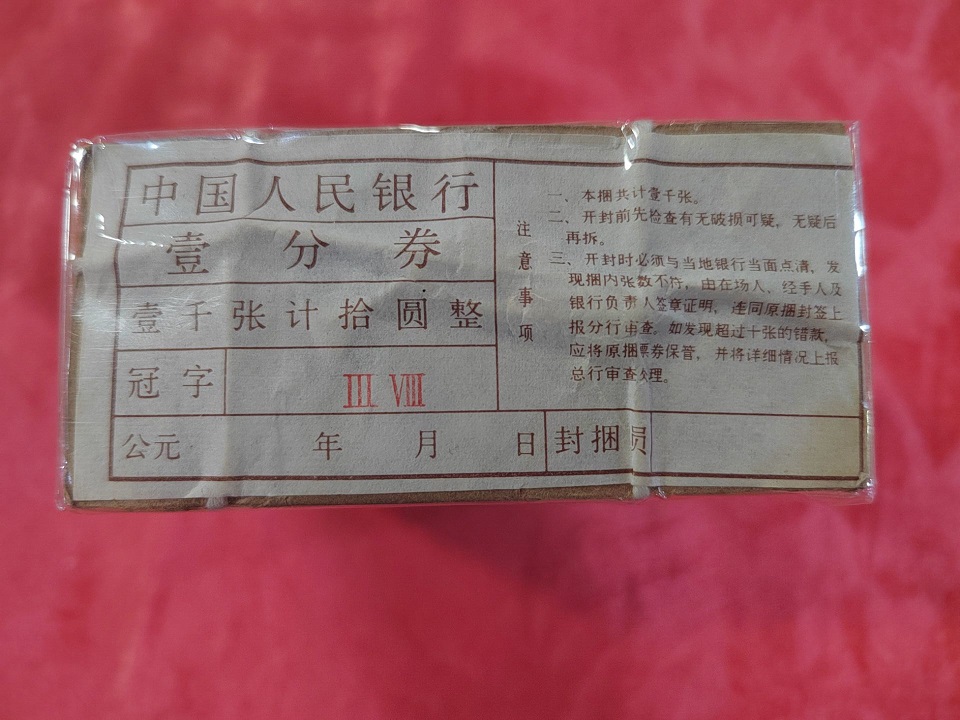 中国人民银行
壹分券
壹千张计拾圆整
冠字 III VIII
公元 年 月 日 封捆员
注意事项
一、本捆共计壹千张。
二、开封前先检查有无破损可疑，无疑后
再拆。
三、开封时必须与当地银行当面点清，发
现捆内张数不符，由在场人、经手人及
银行负责人签章证明，连同原捆封签上
报分行审查，如发现超过十张的错款，
应将原捆票券保管，并将详细情况上报
总行审查处理。